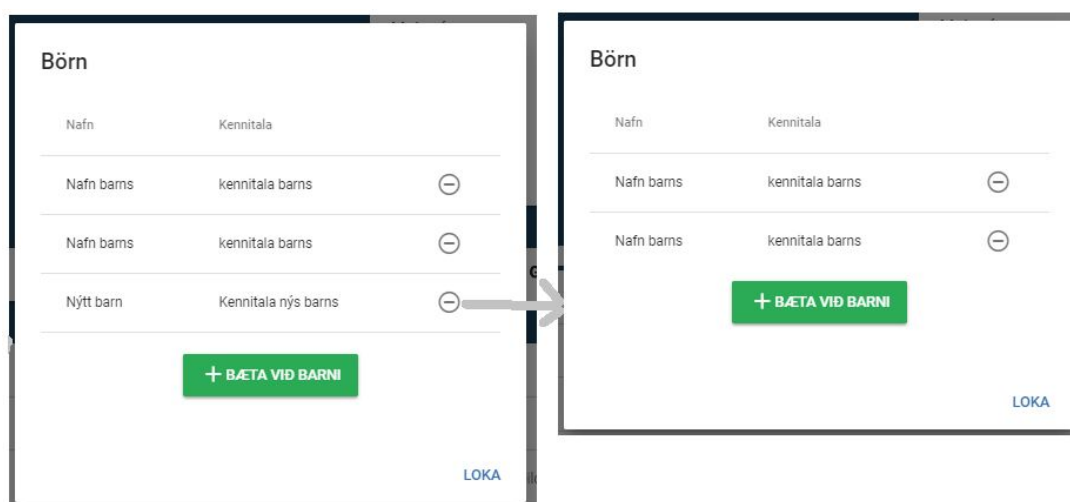 Börn
Nafn Kennitala
Nafn barns kennitala barns
Nafn barns kennitala barns
Nýtt barn Kennitala nýs barns
+ BÆTA VIÐ BARNI
LOKA
Börn
Nafn Kennitala
Nafn barns kennitala barns
Nafn barns kennitala barns
+ BÆTA VIÐ BARNI
LOKA